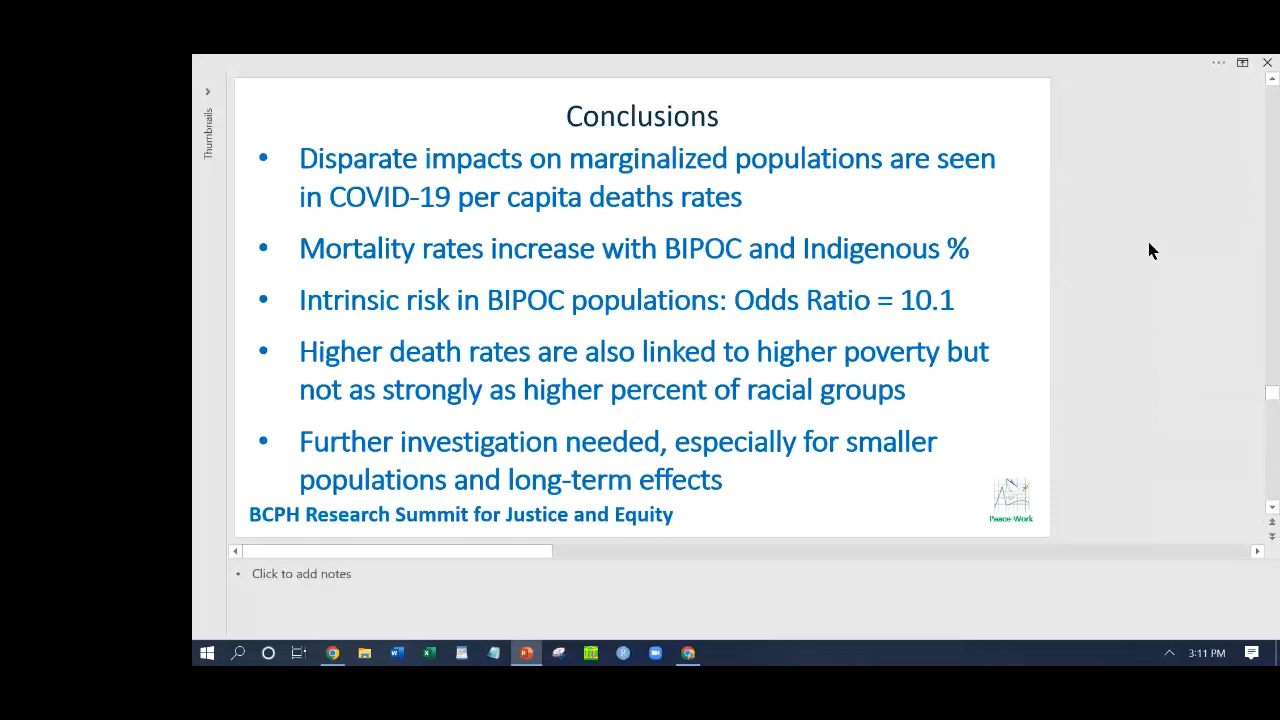 Thumbnails
Conclusions
• Disparate impacts on marginalized populations are seen
in COVID-19 per capita deaths rates
• Mortality rates increase with BIPOC and Indigenous %
• Intrinsic risk in BIPOC populations: Odds Ratio = 10.1
• Higher death rates are also linked to higher poverty but
not as strongly as higher percent of racial groups
• Further investigation needed, especially for smaller
populations and long-term effects
BCPH Research Summit for Justice and Equity
Peace-Work
• Click to add notes
3:11 PM